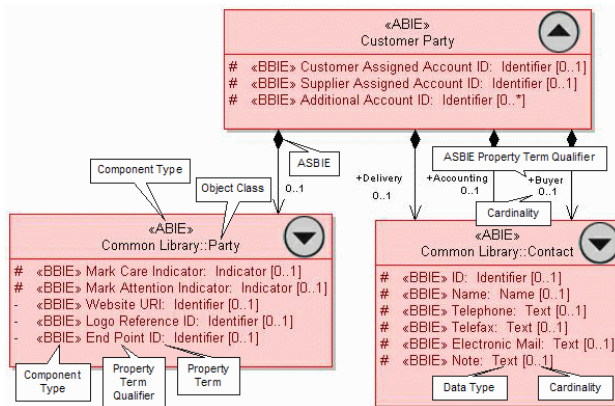 «ABIE»
Customer Party
# «BBIE» Customer Assigned Account ID: Identifier [0..1]
# «BBIE» Supplier Assigned Account ID: Identifier [0..1]
# «BBIE» Additional Account ID: Identifier [0..*]
ASBIE
ASBIE Property Term Qualifier
Component Type
Object Class
0..1
+Delivery
0..1
+Accounting
0..1
+Buyer
0..1
Cardinality
«ABIE»
Common Library::Party
# «BBIE» Mark Care Indicator: Indicator [0..1]
# «BBIE» Mark Attention Indicator: Indicator [0..1]
- «BBIE» Website URI: Identifier [0..1]
- «BBIE» Logo Reference ID: Identifier [0..1]
- «BBIE» End Point ID: Identifier [0..1]
Component
Type
Property
Term
Qualifier
Property
Term
«ABIE»
Common Library::Contact
# «BBIE» ID: Identifier [0..1]
# «BBIE» Name: Name [0..1]
# «BBIE» Telephone: Text [0..1]
# «BBIE» Telefax: Text [0..1]
# «BBIE» Electronic Mail: Text [0..1]
# «BBIE» Note: Text [0..1]
Data Type
Cardinality